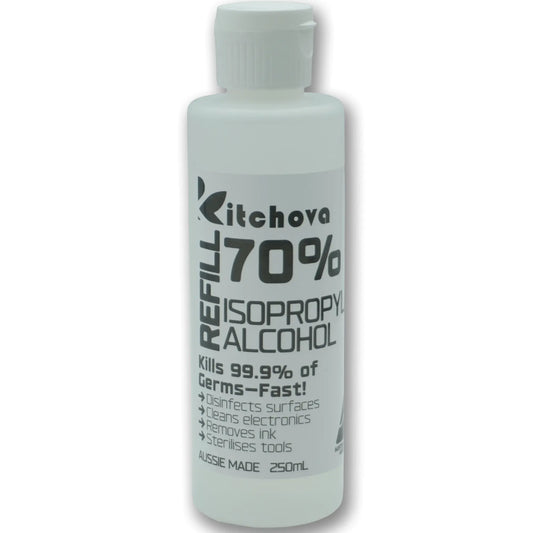 Kitchova
REFILL
70%
ISOPROPYL
ALCOHOL
Kills 99.9% of
Germs–Fast!
→ Disinfects surfaces
→ Cleans electronics
→ Removes ink
→ Sterilises tools
AUSSIE MADE 250mL